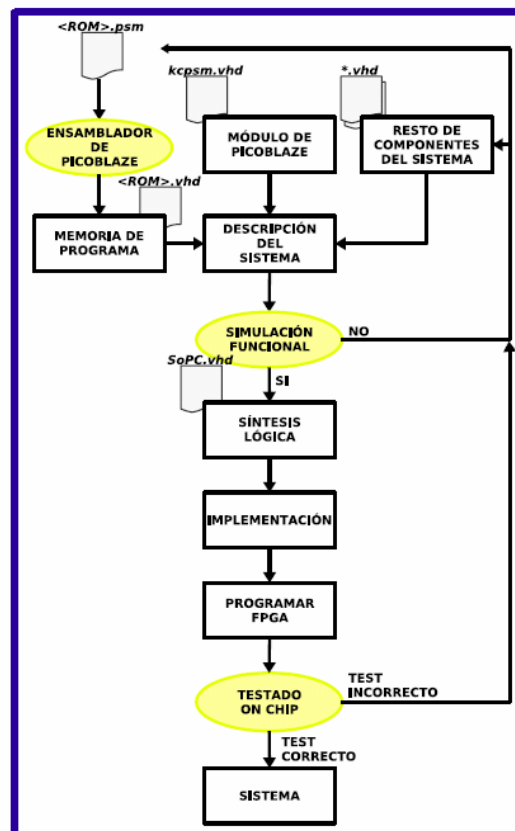 <ROM>.psm
kcpsm.vhd
*.vhd
ENSAMBLADOR
DE
PICOBLAZE
MÓDULO DE
PICOBLAZE
RESTO DE
COMPONENTES
DEL SISTEMA
<ROM>.vhd
MEMORIA DE
PROGRAMA
DESCRIPCIÓN
DEL
SISTEMA
SIMULACIÓN
FUNCIONAL
NO
SI
SoPC.vhd
SÍNTESIS
LÓGICA
IMPLEMENTACIÓN
PROGRAMAR
FPGA
TESTADO
ON CHIP
TEST
INCORRECTO
TEST
CORRECTO
SISTEMA